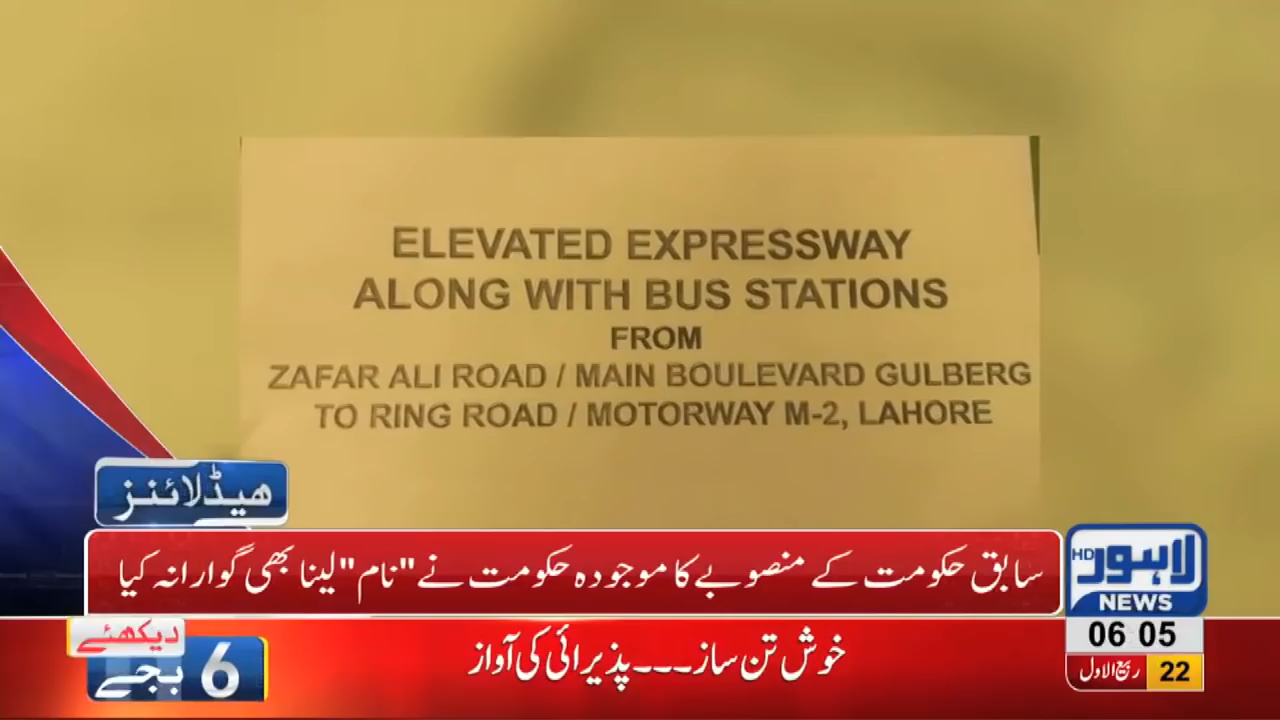 ELEVATED EXPRESSWAY
ALONG WITH BUS STATIONS
FROM
ZAFAR ALI ROAD / MAIN BOULEVARD GULBERG
TO RING ROAD / MOTORWAY M-2, LAHORE
ہیڈلائنز
سابق حکومت کے منصوبے کا موجودہ حکومت نے "نام" لینا بھی گوارا نہ کیا
لاہور HD
NEWS
06 05
ربیع الاول 22
دیکھئے
6 بجے
خوش تن ساز۔۔۔پذیرائی کی آواز